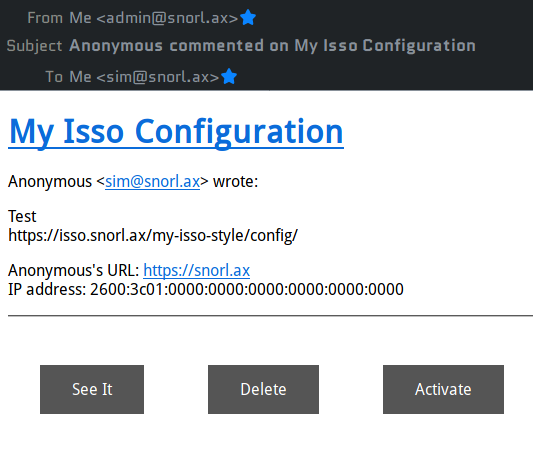 From Me <admin@snorl.ax>
Subject Anonymous commented on My Isso Configuration
To Me <sim@snorl.ax>
My Isso Configuration
Anonymous <sim@snorl.ax> wrote:
Test
https://isso.snorl.ax/my-isso-style/config/
Anonymous's URL: https://snorl.ax
IP address: 2600:3c01:0000:0000:0000:0000:0000:0000
See It Delete Activate